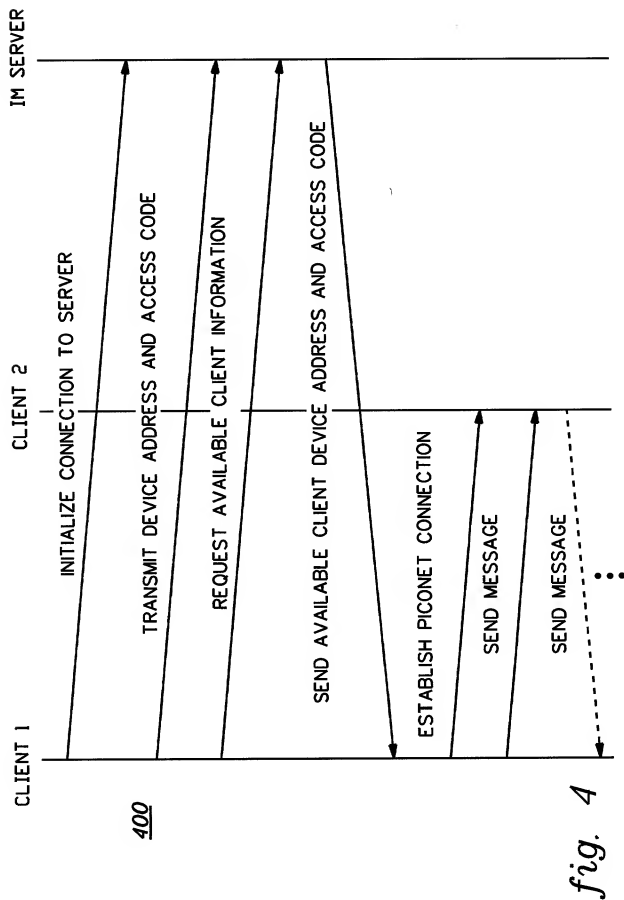 CLIENT 1
CLIENT 2
IM SERVER
INITIALIZE CONNECTION TO SERVER
TRANSMIT DEVICE ADDRESS AND ACCESS CODE
REQUEST AVAILABLE CLIENT INFORMATION
SEND AVAILABLE CLIENT DEVICE ADDRESS AND ACCESS CODE
ESTABLISH PICONET CONNECTION
SEND MESSAGE
SEND MESSAGE
400
fig. 4